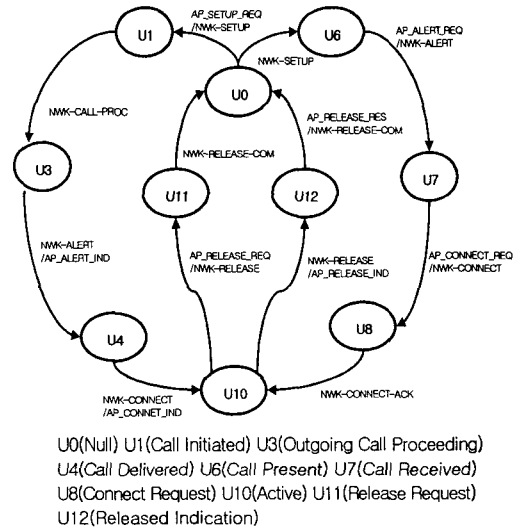 U1
AP_SETUP_REQ
/NWK-SETUP
U6
AP_ALERT_REQ
/NWK-ALERT
NWK-SETUP
U0
NWK-CALL-PROC
AP_RELEASE_RES
/NWK-RELEASE-COM
NWK-RELEASE-COM
U3
U11
U12
U7
NWK-ALERT
/AP_ALERT_IND
AP_RELEASE_REQ
/NWK-RELEASE
NWK-RELEASE
/AP_RELEASE_IND
AP_CONNECT_REQ
/NWK-CONNECT
U4
U8
U10
NWK-CONNECT
/AP_CONNET_IND
NWK-CONNECT-ACK
U0(Null) U1(Call Initiated) U3(Outgoing Call Proceeding)
U4(Call Delivered) U6(Call Present) U7(Call Received)
U8(Connect Request) U10(Active) U11(Release Request)
U12(Released Indication)